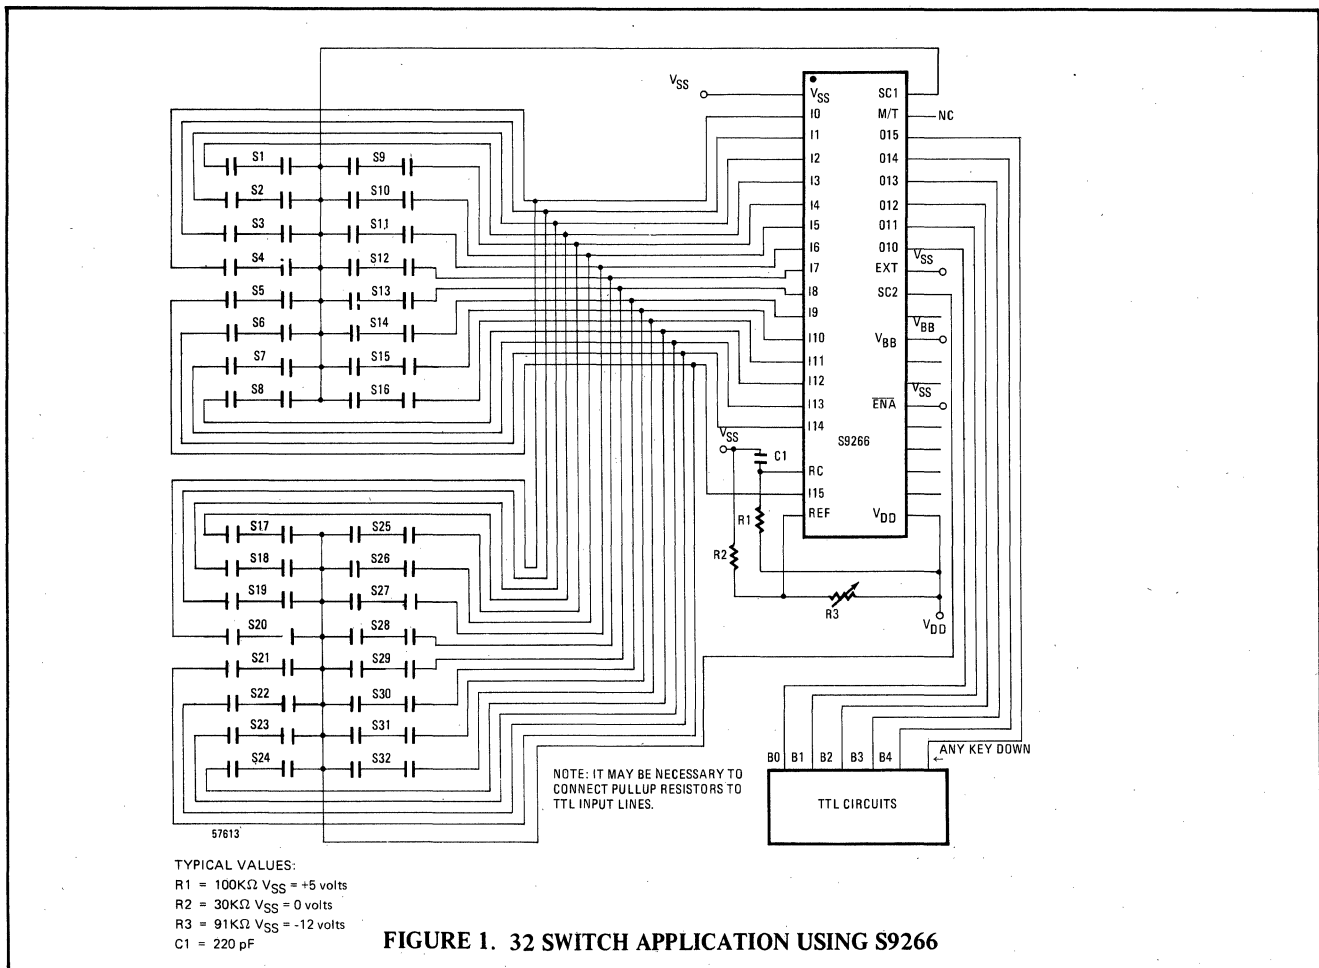 VSS
VSS
I0
I1
I2
I3
I4
I5
I6
I7
I8
I9
I10
I11
I12
I13
I14
RC
I15
REF
SC1
M/T
NC
015
014
013
012
011
010
VSS
EXT
SC2
VBB
VBB
VSS
ENA
VDD
S9266
VSS
C1
R1
R2
R3
VDD
S1 S9
S2 S10
S3 S11
S4 S12
S5 S13
S6 S14
S7 S15
S8 S16
S17 S25
S18 S26
S19 S27
S20 S28
S21 S29
S22 S30
S23 S31
S24 S32
57613
NOTE: IT MAY BE NECESSARY TO
CONNECT PULLUP RESISTORS TO
TTL INPUT LINES.
B0 B1 B2 B3 B4
ANY KEY DOWN
←
TTL CIRCUITS
TYPICAL VALUES:
R1 = 100KΩ VSS = +5 volts
R2 = 30KΩ VSS = 0 volts
R3 = 91KΩ VSS = -12 volts
C1 = 220 pF
FIGURE 1. 32 SWITCH APPLICATION USING S9266